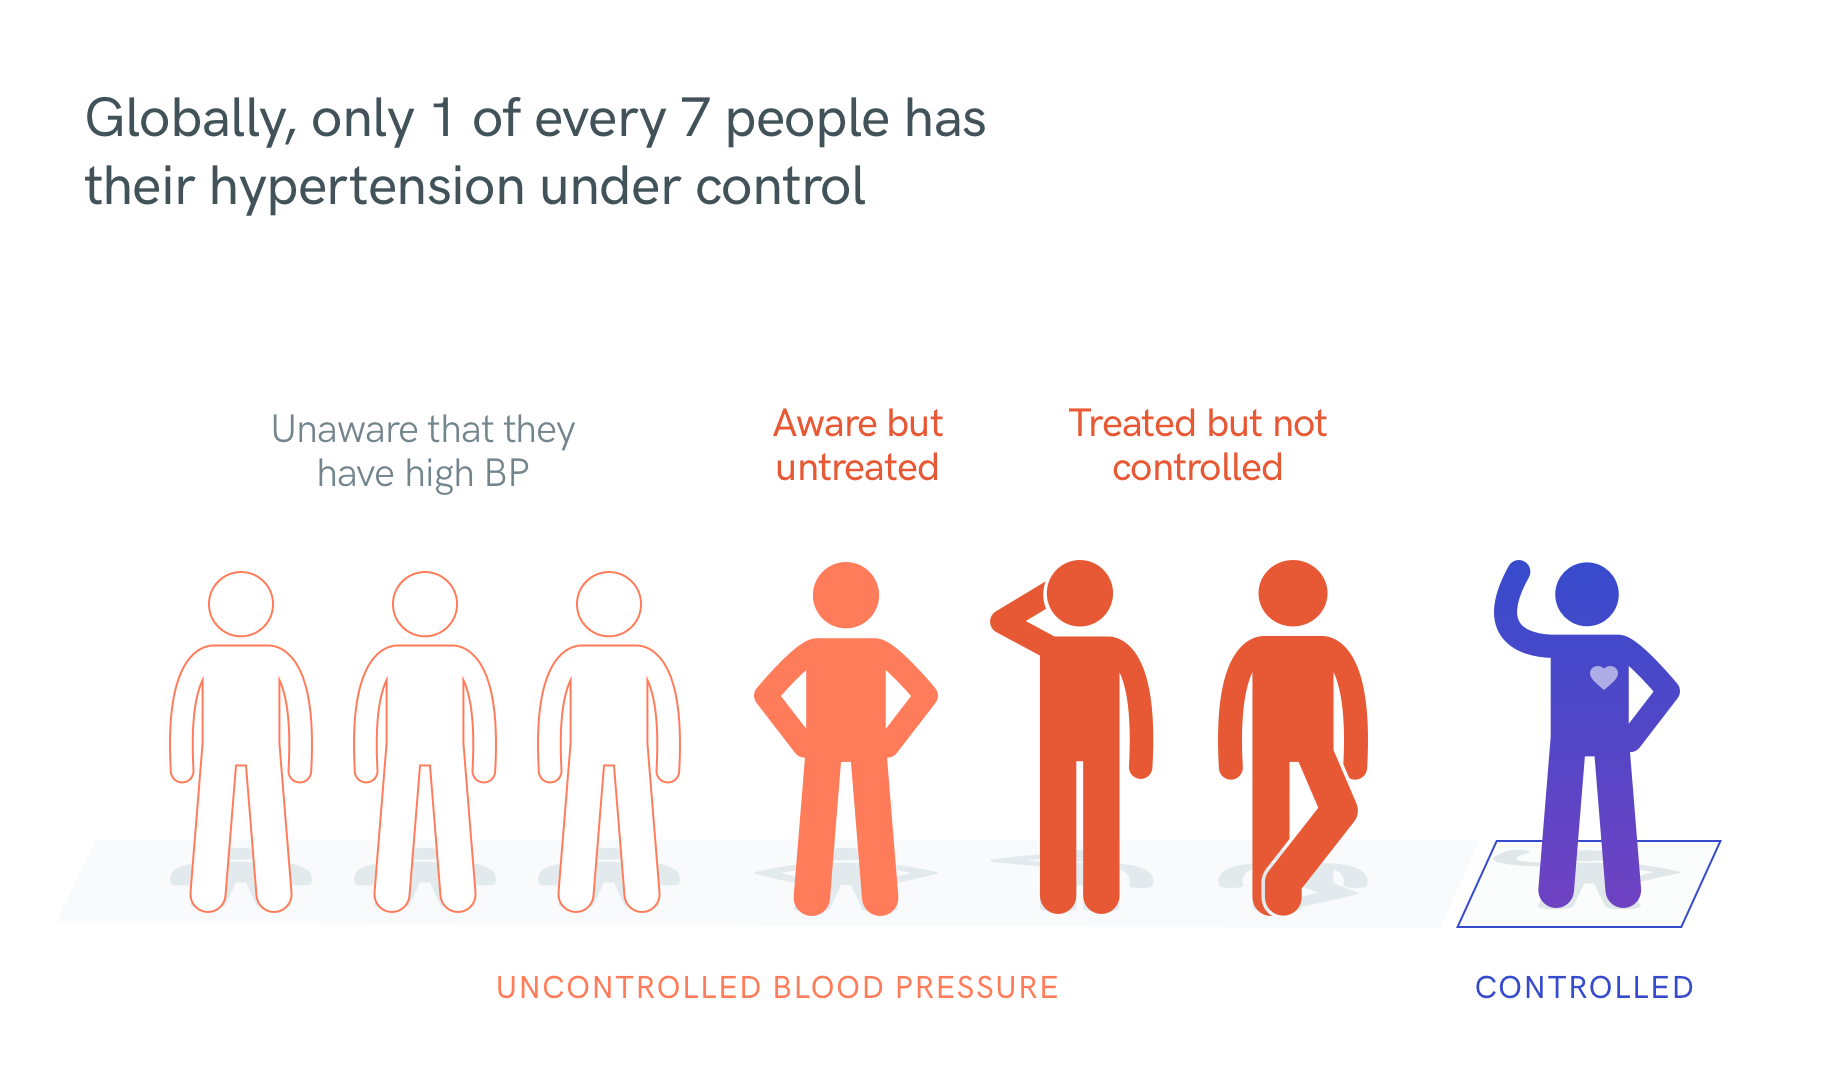 Globally, only 1 of every 7 people has
their hypertension under control
Unaware that they
have high BP
Aware but
untreated
Treated but not
controlled
UNCONTROLLED BLOOD PRESSURE
CONTROLLED